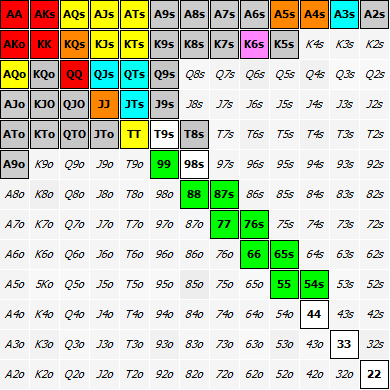 AA AKs AQs AJs ATs A9s A8s A7s A6s A5s A4s A3s A2s
AKo KK KQs KJs KTs K9s K8s K7s K6s K5s K4s K3s K2s
AQo KQo QQ QJs QTs Q9s Q8s Q7s Q6s Q5s Q4s Q3s Q2s
AJo KJO QJO JJ JTs J9s J8s J7s J6s J5s J4s J3s J2s
ATo KTo QTO JTo TT T9s T8s T7s T6s T5s T4s T3s T2s
A9o K9o Q9o J9o T9o 99 98s 97s 96s 95s 94s 93s 92s
A8o K8o Q8o J8o T8o 98o 88 87s 86s 85s 84s 83s 82s
A7o K7o Q7o J7o T7o 97o 87o 77 76s 75s 74s 73s 72s
A6o K6o Q6o J6o T6o 96o 86o 76o 66 65s 64s 63s 62s
A5o 5Ko Q5o J5o T5o 95o 85o 75o 65o 55 54s 53s 52s
A4o K4o Q4o J4o T4o 94o 84o 74o 64o 54o 44 43s 42s
A3o K3o Q3o J3o T3o 93o 83o 73o 63o 53o 43o 33 32s
A2o K2o Q2o J2o T2o 92o 82o 72o 62o 52o 42o 32o 22